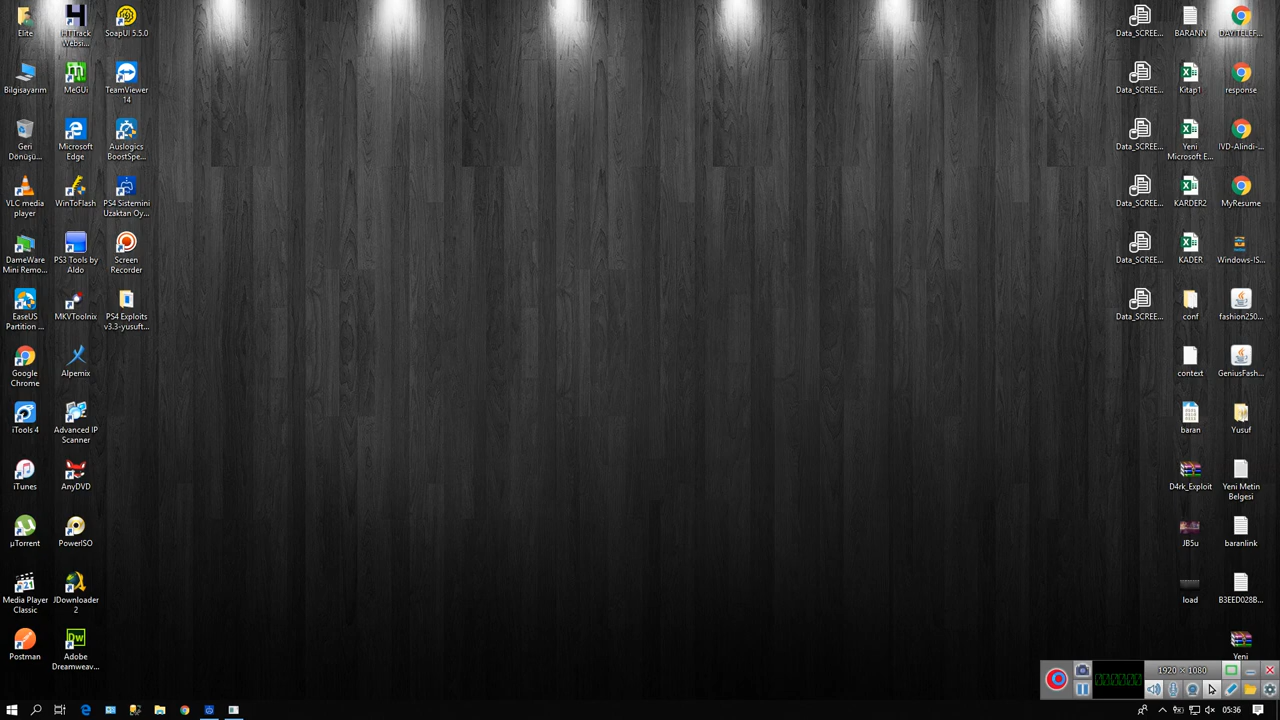 Elite
HTTrack
Websi...
SoapUI 5.5.0
Bilgisayarım
MeGUi
TeamViewer
14
Geri
Dönüşü...
Microsoft
Edge
Auslogics
BoostSpe...
VLC media
player
WinToFlash
PS4 Sistemini
Uzaktan Oy...
DameWare
Mini Remo...
PS3 Tools by
Aldo
Screen
Recorder
EaseUS
Partition ...
MKVToolnix
PS4 Exploits
v3.3-yusuft...
Google
Chrome
Alpemix
iTools 4
Advanced IP
Scanner
iTunes
AnyDVD
µTorrent
PowerISO
Media Player
Classic
JDownloader
2
Postman
Adobe
Dreamweav...
Data_SCREE...
BARANN
Data_SCREE...
Kitap1
response
Data_SCREE...
Yeni
Microsoft E...
IVD-Alindi-...
Data_SCREE...
KARDER2
MyResume
Data_SCREE...
KADER
Windows-IS...
Data_SCREE...
conf
fashion250...
context
GeniusFash...
baran
Yusuf
D4rk_Exploit
Yeni Metin
Belgesi
JB5u
baranlink
load
B3EED028B...
Yeni
1920 × 1080
000000
05:36